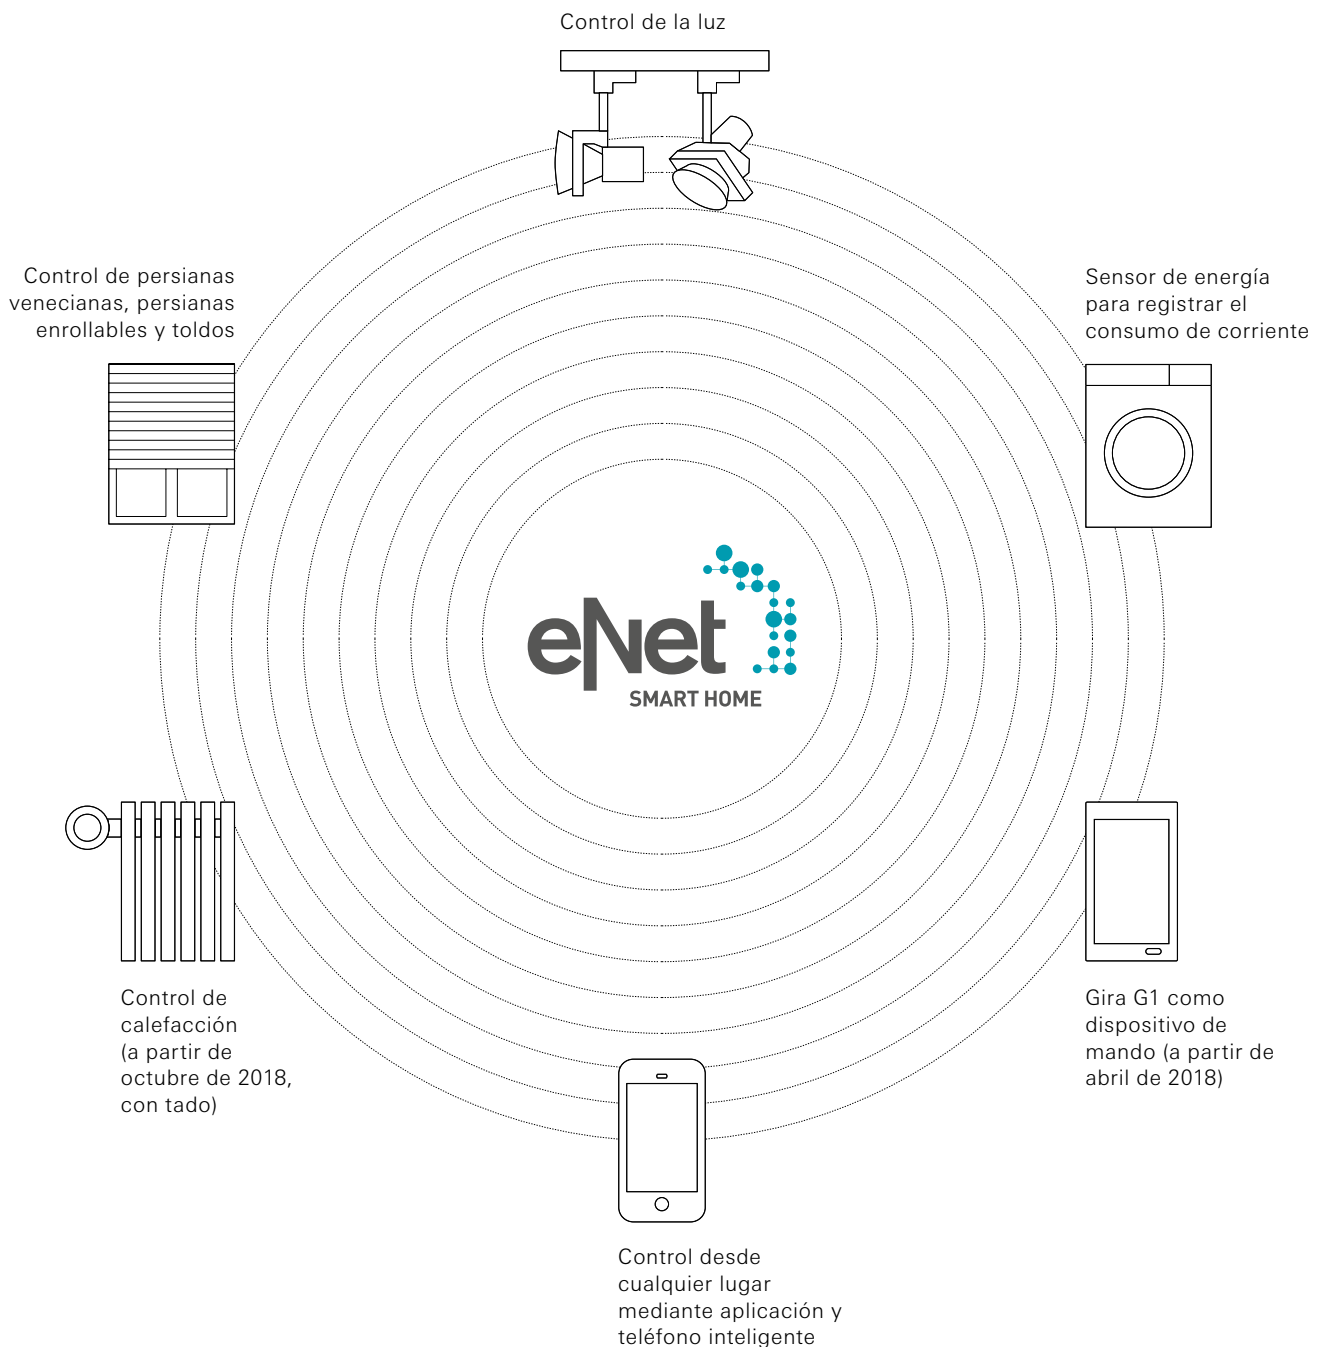 Control de la luz
Control de persianas
venecianas, persianas
enrollables y toldos
Sensor de energía
para registrar el
consumo de corriente
eNet
SMART HOME
Control de
calefacción
(a partir de
octubre de 2018,
con tado)
Gira G1 como
dispositivo de
mando (a partir de
abril de 2018)
Control desde
cualquier lugar
mediante aplicación y
teléfono inteligente